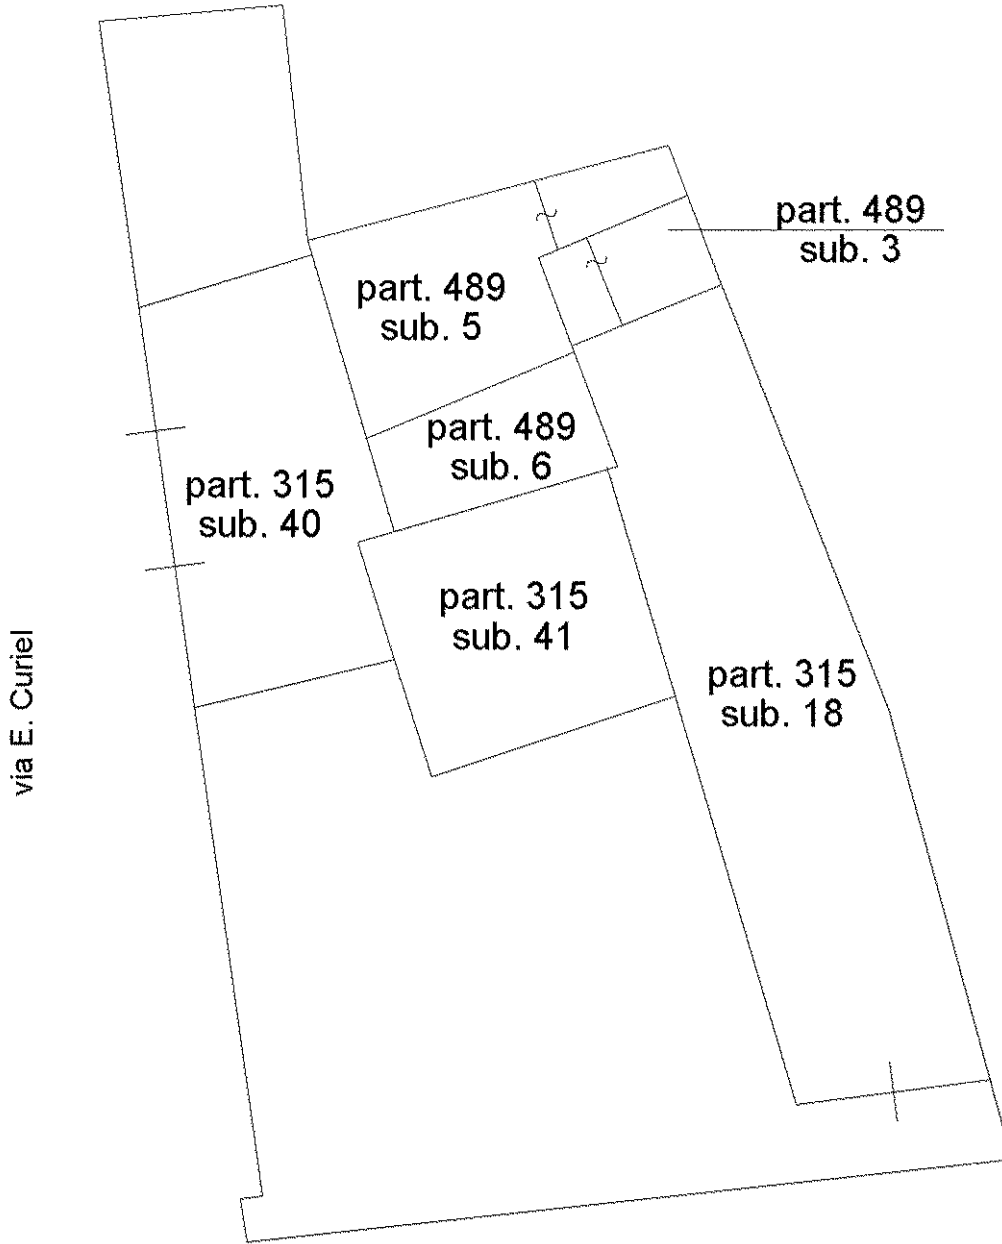 part. 489
sub. 3
part. 489
sub. 5
part. 489
sub. 6
part. 315
sub. 40
part. 315
sub. 41
part. 315
sub. 18
via E. Curiel